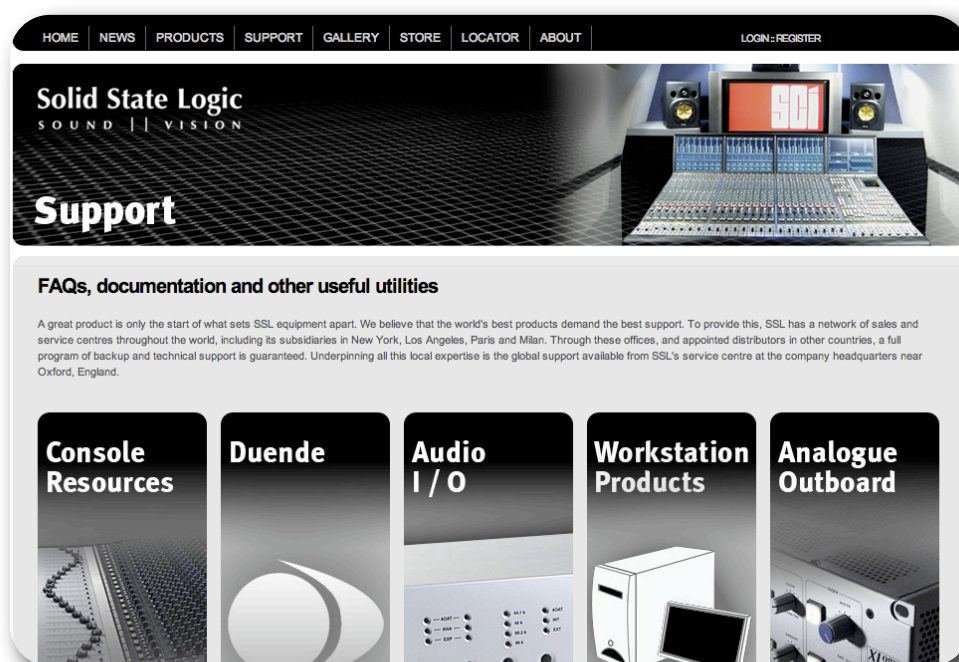 HOME NEWS PRODUCTS SUPPORT GALLERY STORE LOCATOR ABOUT LOGIN :: REGISTER
Solid State Logic
SOUND || VISION
SCi
Support
FAQs, documentation and other useful utilities
A great product is only the start of what sets SSL equipment apart. We believe that the world's best products demand the best support. To provide this, SSL has a network of sales and
service centres throughout the world, including its subsidiaries in New York, Los Angeles, Paris and Milan. Through these offices, and appointed distributors in other countries, a full
program of backup and technical support is guaranteed. Underpinning all this local expertise is the global support available from SSL's service centre at the company headquarters near
Oxford, England.
Console
Resources
Duende
Audio
I / O
Workstation
Products
Analogue
Outboard
ADAT
EXP
ADAT
INT
EXT